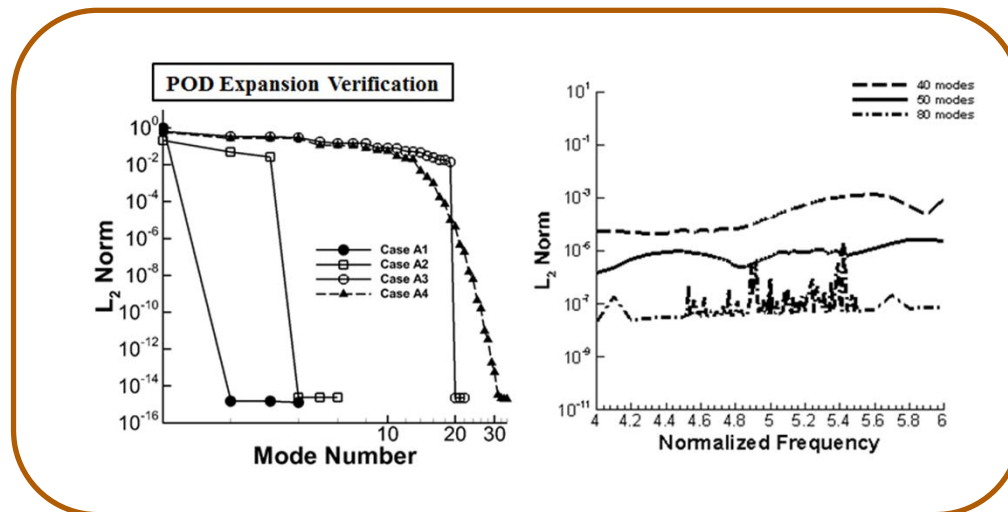 POD Expansion Verification
10^0
10^-2
10^-4
10^-6
10^-8
10^-10
10^-12
10^-14
10^-16
L₂ Norm
Case A1
Case A2
Case A3
Case A4
10 20 30
Mode Number
40 modes
50 modes
80 modes
10^1
10^-1
10^-3
10^-6
10^-7
10^-9
10^-11
L₂ Norm
4 4.2 4.4 4.6 4.8 5 5.2 5.4 5.6 5.8 6
Normalized Frequency